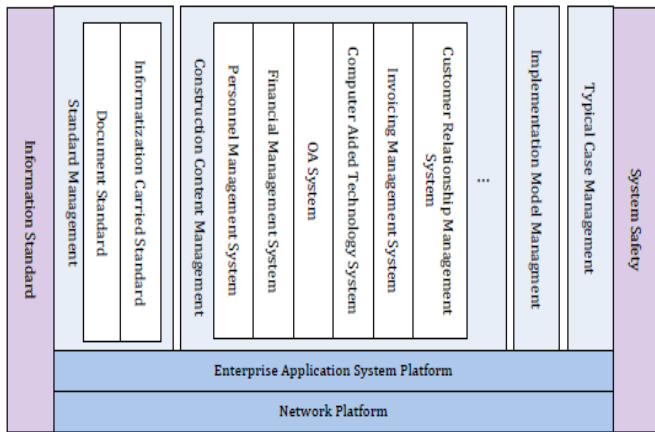 Information Standard
Standard Management
Document Standard
Informatization Carried Standard
Construction Content Management
Personnel Management System
Financial Management System
OA System
Computer Aided Technology System
Invoicing Management System
Customer Relationship Management
System
...
Implementation Model Managment
Typical Case Management
System Safety
Enterprise Application System Platform
Network Platform